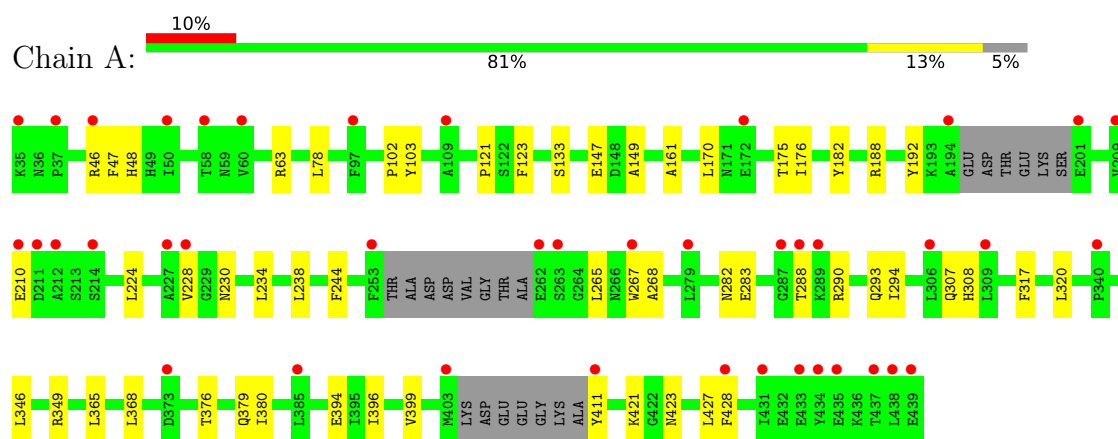 10%
Chain A:
81% 13% 5%
K35 N36 P37 R46 F47 H48 H49 I50 T58 N59 V60 R63 L78 F97 P102 Y103 A109 P121 S122 F123 S133 E147 D148 A149 A161 L170 N171 E172 T175 I176 Y182 R188 Y192 K193 A194 GLU ASP THR GLU LYS SER E201
E210 D211 A212 S213 S214 L224 A227 V228 G229 N230 L234 L238 F244 F253 THR ALA ASP ASP VAL GLY THR ALA E262 S263 G264 L265 N266 W267 A268 L279 N282 E283 G287 T288 K289 R290 Q293 I294 L306 Q307 H308 L309 F317 L320 P340
L346 R349 L365 L368 D373 T376 Q379 I380 L385 E394 I395 I396 V399 M403 LYS ASP GLU GLU GLY LYS ALA Y411 K421 G422 N423 L427 F428 I431 E432 E433 Y434 E435 K436 T437 L438 E439